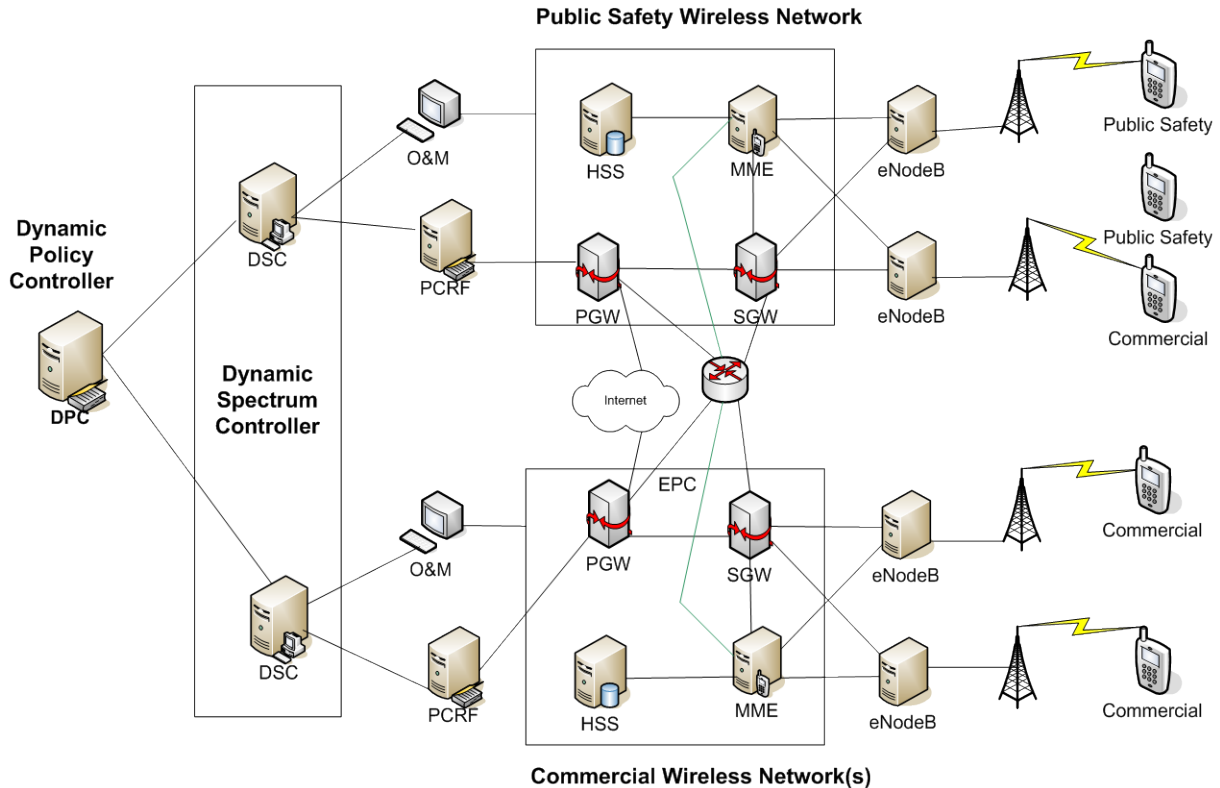 Public Safety Wireless Network
O&M
HSS
MME
eNodeB
Public Safety
DSC
PCRF
PGW
SGW
eNodeB
Public Safety
Commercial
Dynamic
Policy
Controller
DPC
Dynamic
Spectrum
Controller
Internet
EPC
O&M
PGW
SGW
eNodeB
Commercial
DSC
PCRF
HSS
MME
eNodeB
Commercial
Commercial Wireless Network(s)